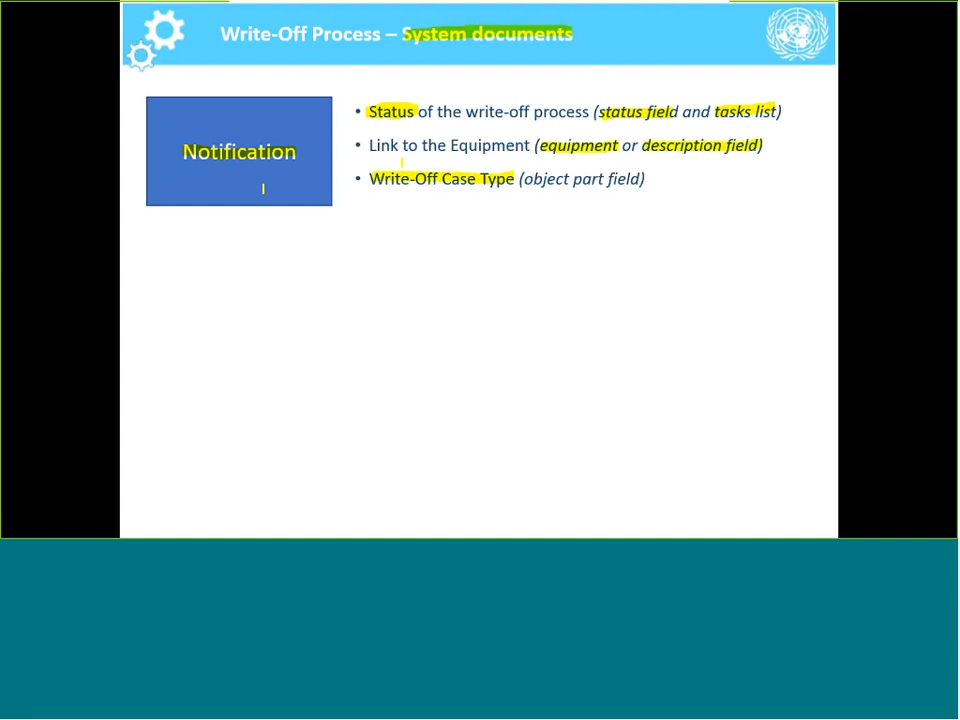 Write-Off Process – System documents
Notification
• Status of the write-off process (status field and tasks list)
• Link to the Equipment (equipment or description field)
• Write-Off Case Type (object part field)